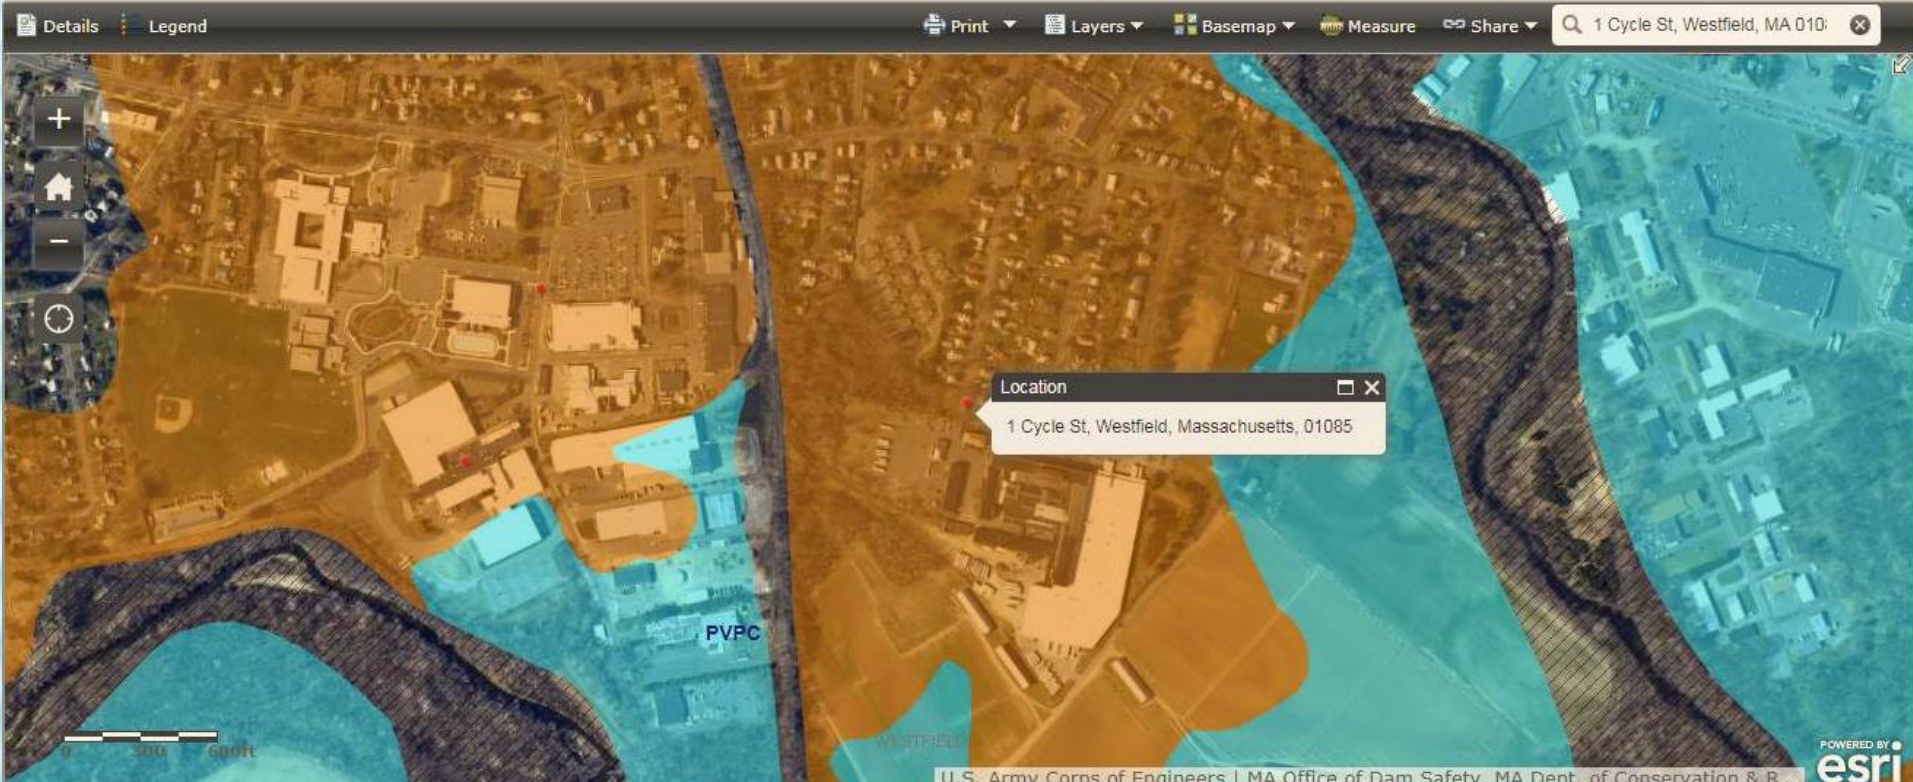 Details Legend Print Layers Basemap Measure Share 1 Cycle St, Westfield, MA 010
Location
1 Cycle St, Westfield, Massachusetts, 01085
PVPC
WESTFIELD
0 300 600ft
POWERED BY
esri
U.S. Army Corps of Engineers | MA Office of Dam Safety, MA Dept. of Conservation & R